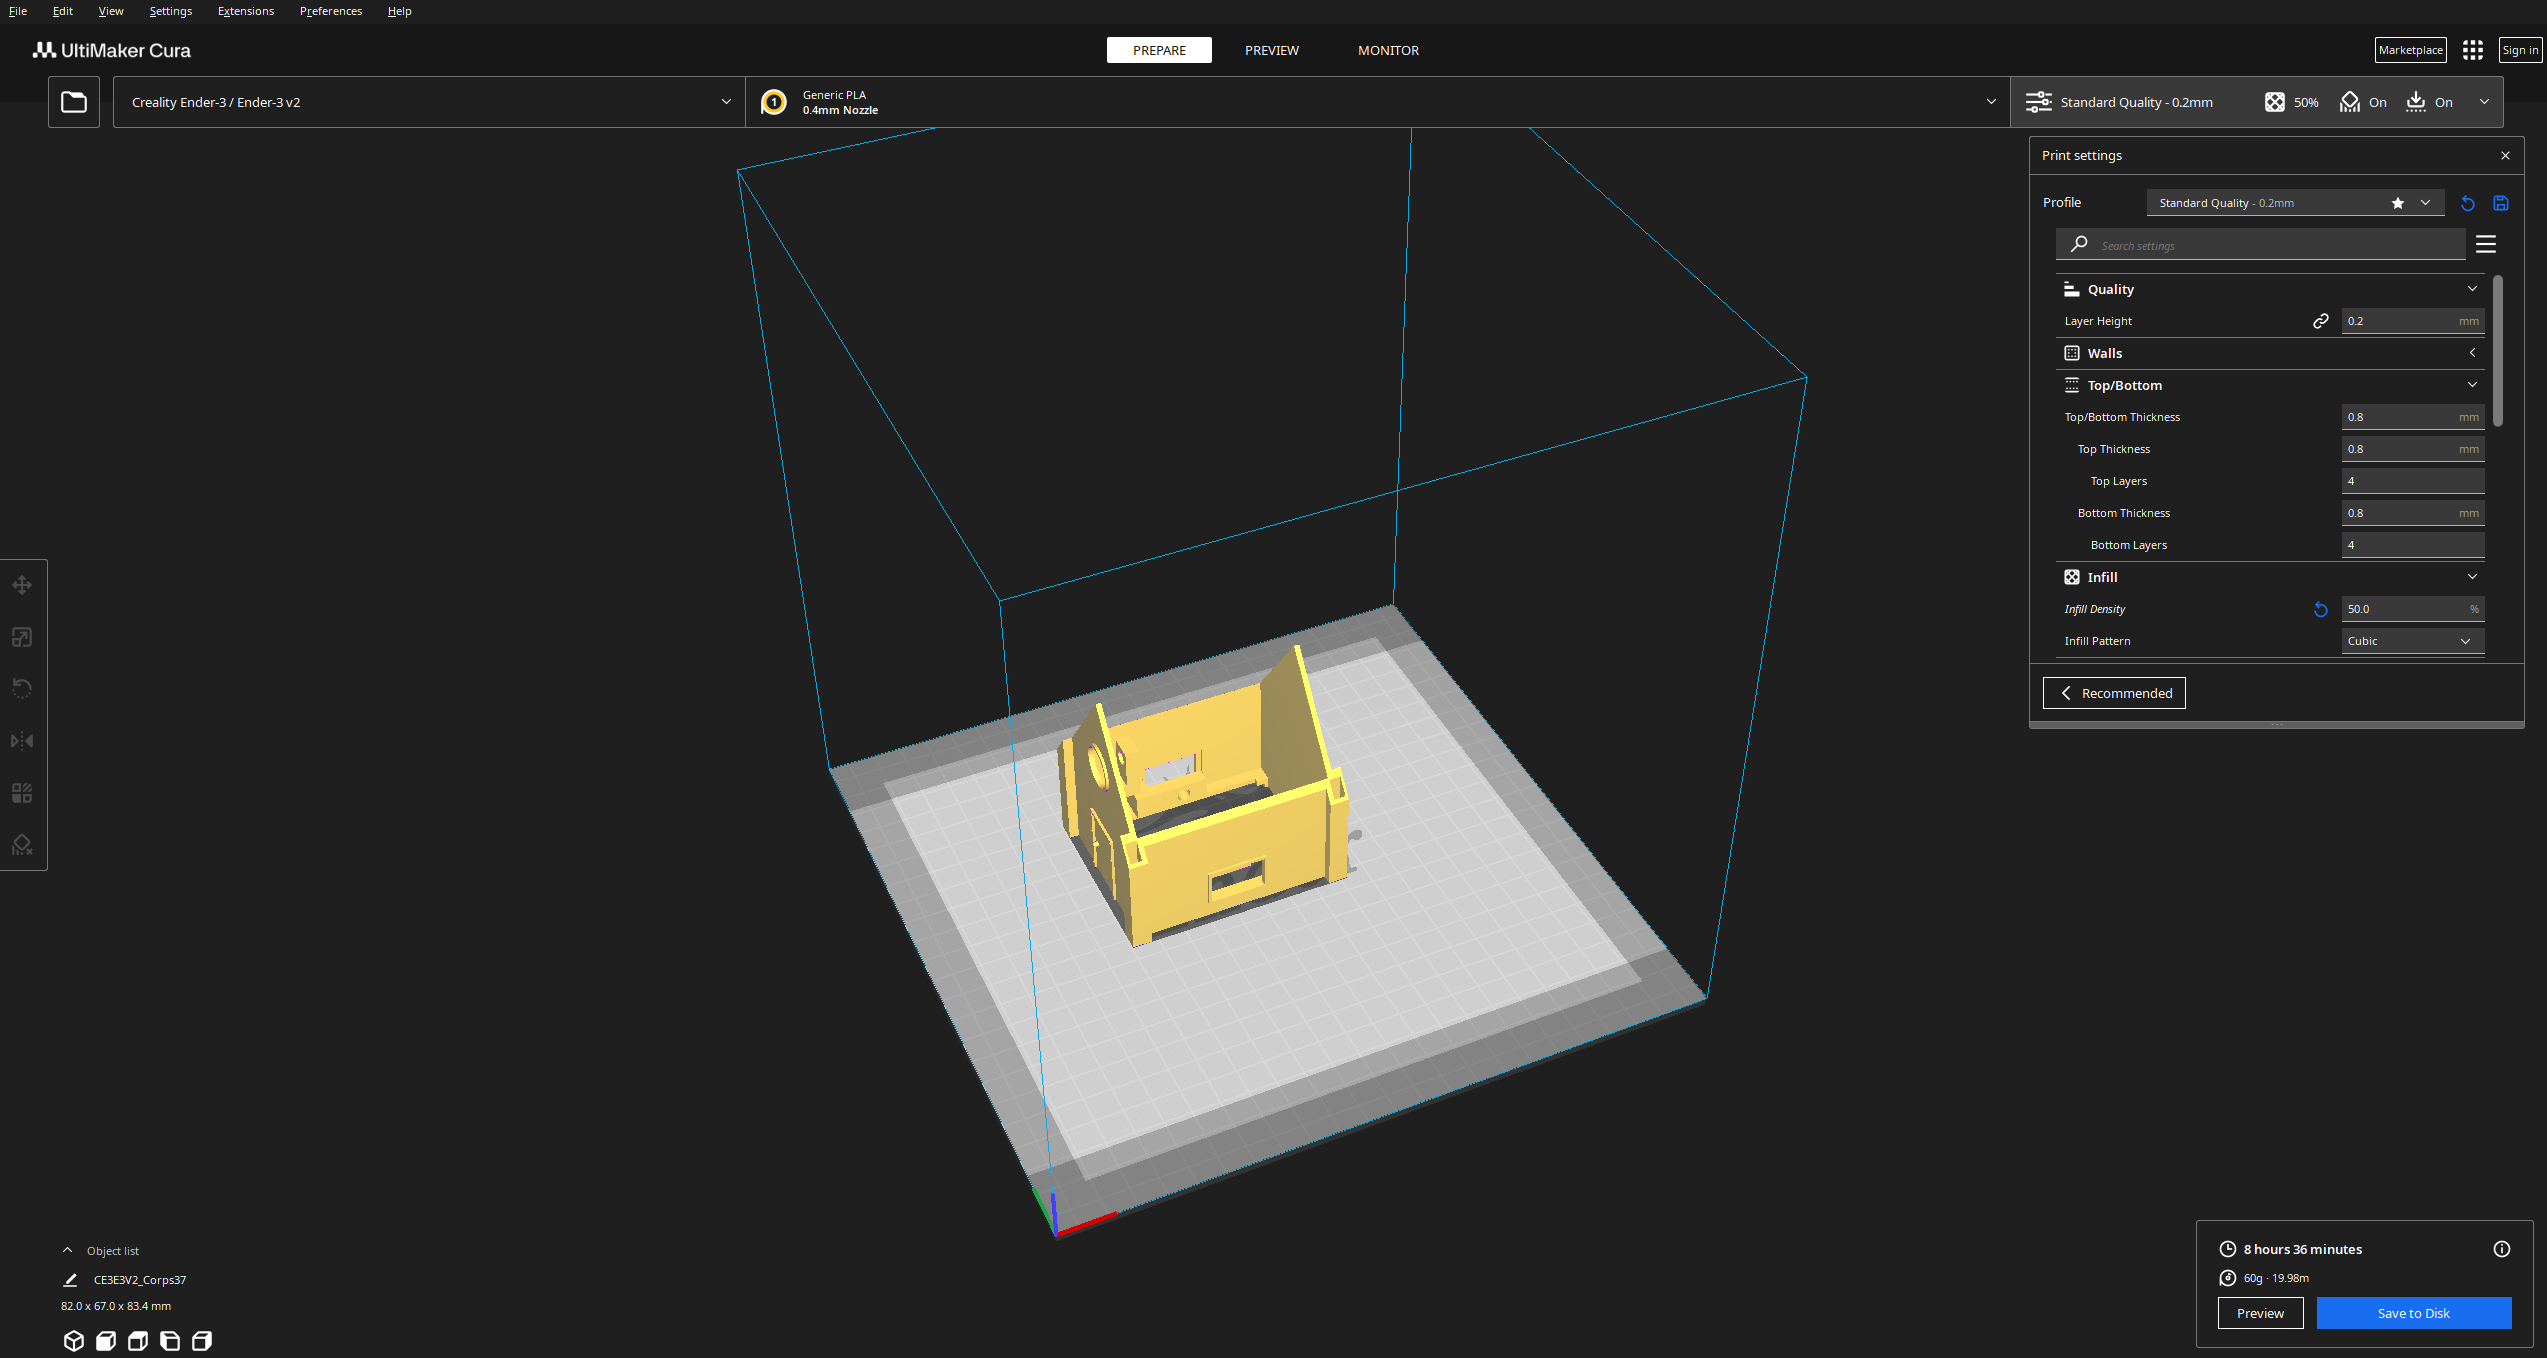 File Edit View Settings Extensions Preferences Help
UltiMaker Cura
PREPARE PREVIEW MONITOR
Marketplace
Sign in
Creality Ender-3 / Ender-3 v2
1
Generic PLA
0.4mm Nozzle
Standard Quality - 0.2mm 50% On On
Print settings
Profile Standard Quality - 0.2mm
Search settings
Quality
Layer Height 0.2 mm
Walls
Top/Bottom
Top/Bottom Thickness 0.8 mm
Top Thickness 0.8 mm
Top Layers 4
Bottom Thickness 0.8 mm
Bottom Layers 4
Infill
Infill Density 50.0 %
Infill Pattern Cubic
Recommended
Object list
CE3E3V2_Corps37
82.0 x 67.0 x 83.4 mm
8 hours 36 minutes
60g · 19.98m
Preview Save to Disk